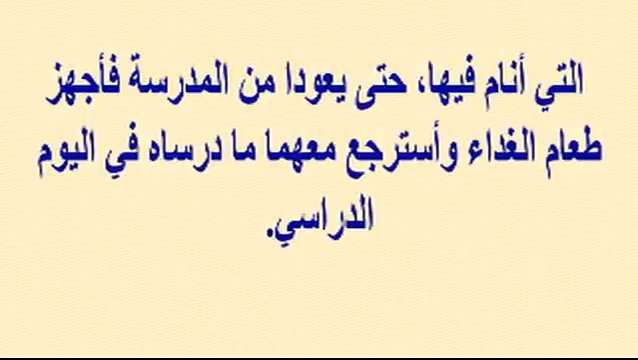 التي أنام فيها، حتى يعودا من المدرسة فأجهز
طعام الغداء وأسترجع معهما ما درساه في اليوم
الدراسي.